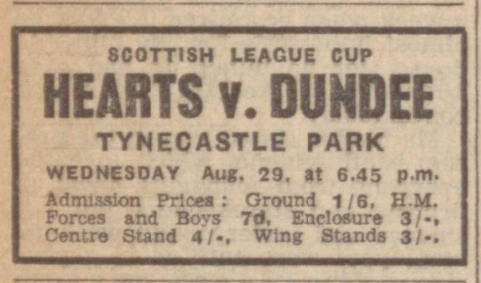 SCOTTISH LEAGUE CUP
HEARTS v. DUNDEE
TYNECASTLE PARK
WEDNESDAY Aug. 29, at 6.45 p.m.
Admission Prices : Ground 1/6, H.M.
Forces and Boys 7d, Enclosure 3/-,
Centre Stand 4/-, Wing Stands 3/-.